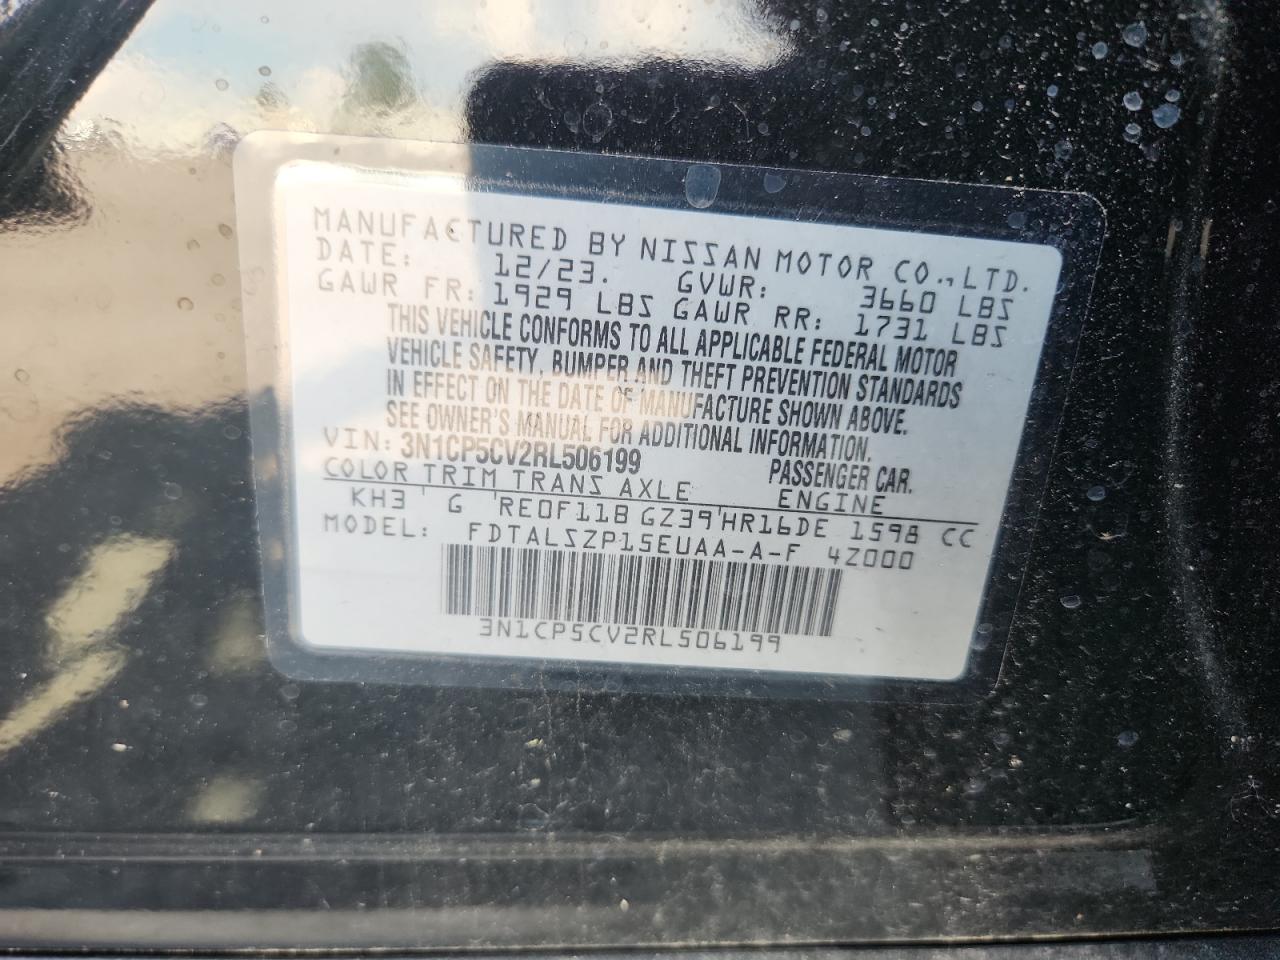 MANUFACTURED BY NISSAN MOTOR CO., LTD.
DATE: 12/23. GVWR: 3660 LBS
GAWR FR: 1929 LBS GAWR RR: 1731 LBS
THIS VEHICLE CONFORMS TO ALL APPLICABLE FEDERAL MOTOR
VEHICLE SAFETY, BUMPER AND THEFT PREVENTION STANDARDS
IN EFFECT ON THE DATE OF MANUFACTURE SHOWN ABOVE.
SEE OWNER'S MANUAL FOR ADDITIONAL INFORMATION.
VIN: 3N1CP5CV2RL506199 PASSENGER CAR.
COLOR TRIM TRANS AXLE ENGINE
KH3 G RE0F11B GZ39 HR16DE 1598 CC
MODEL: FDTALSZP15EUAA-A-F 4Z000
3N1CP5CV2RL506199